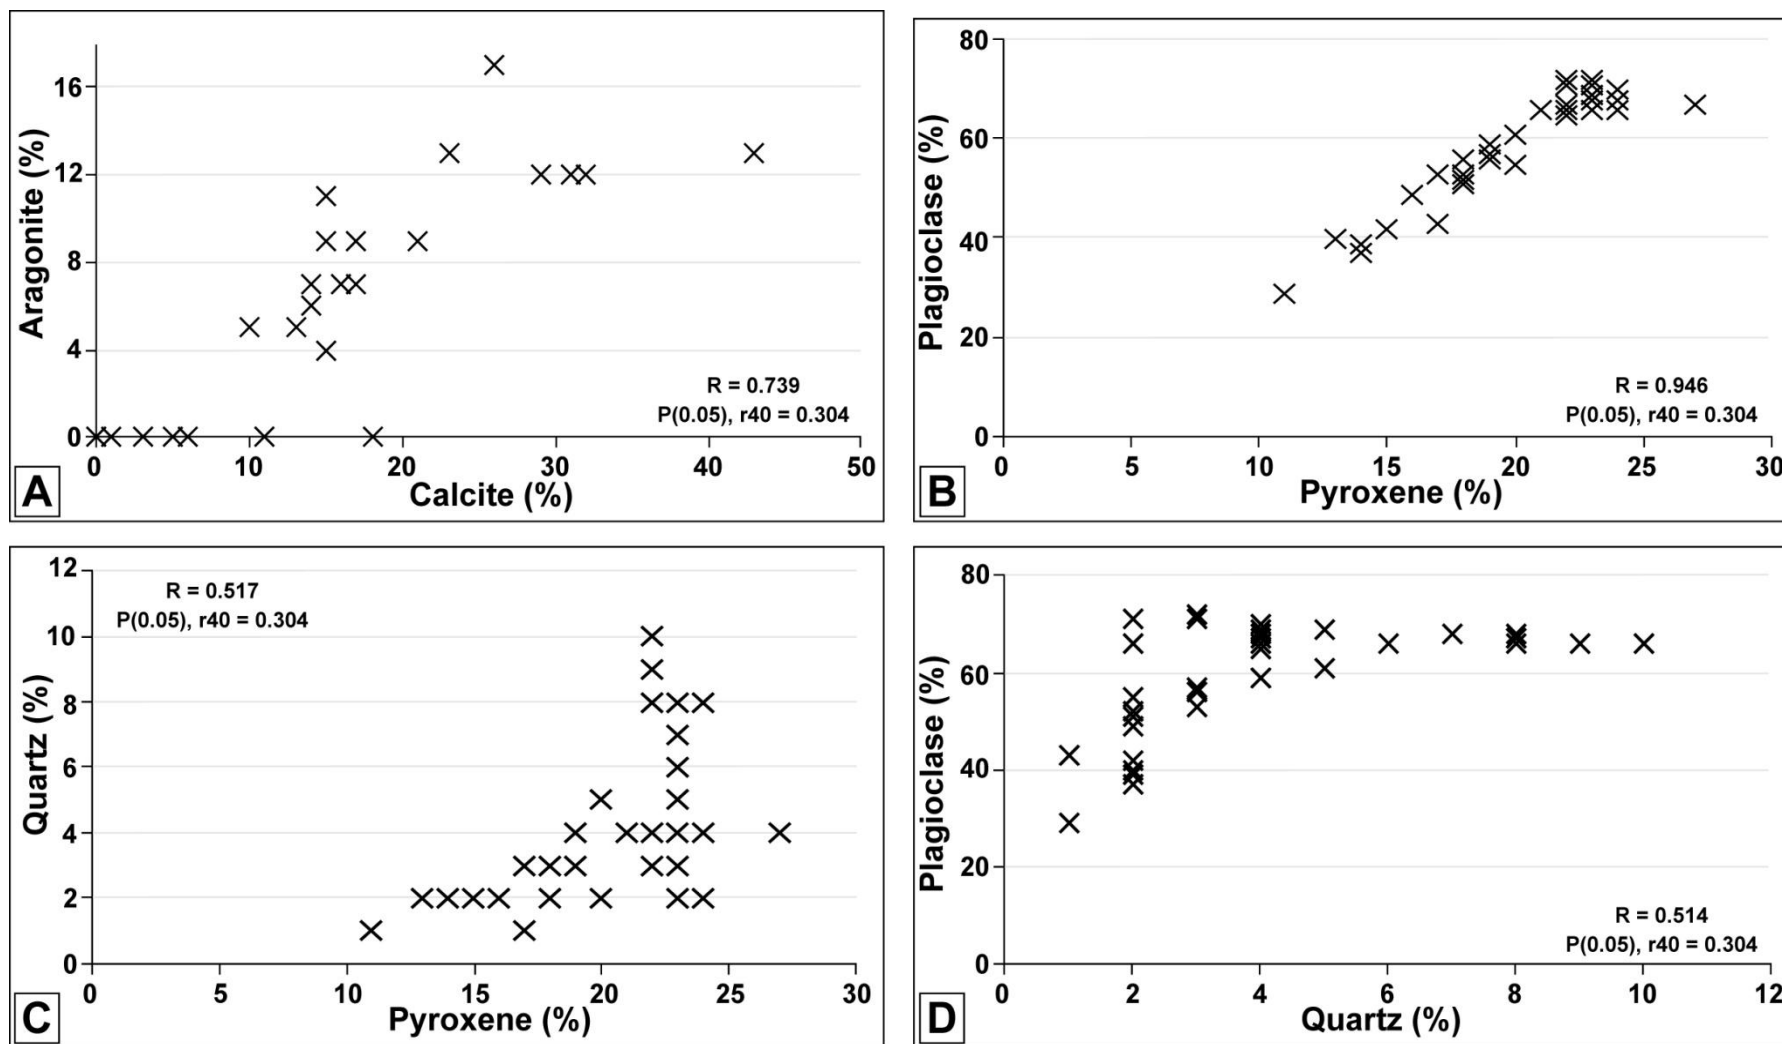 16
12
8
4
0
Aragonite (%)
R = 0.739
P(0.05), r40 = 0.304
0 10 20 30 40 50
Calcite (%)
A
80
60
40
20
0
Plagioclase (%)
R = 0.946
P(0.05), r40 = 0.304
0 5 10 15 20 25 30
Pyroxene (%)
B
12
10
8
6
4
2
0
Quartz (%)
R = 0.517
P(0.05), r40 = 0.304
0 5 10 15 20 25 30
Pyroxene (%)
C
80
60
40
20
0
Plagioclase (%)
R = 0.514
P(0.05), r40 = 0.304
0 2 4 6 8 10 12
Quartz (%)
D